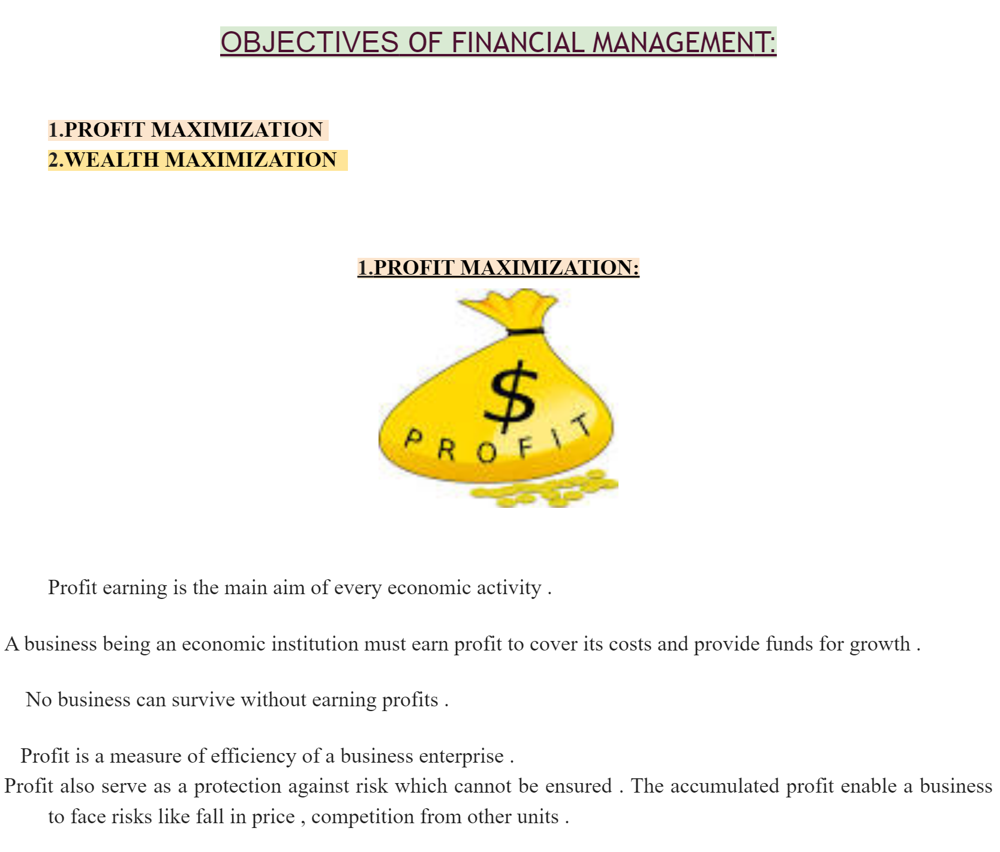 OBJECTIVES OF FINANCIAL MANAGEMENT:
1.PROFIT MAXIMIZATION
2.WEALTH MAXIMIZATION
1.PROFIT MAXIMIZATION:
$
PROFIT
Profit earning is the main aim of every economic activity .
A business being an economic institution must earn profit to cover its costs and provide funds for growth .
No business can survive without earning profits .
Profit is a measure of efficiency of a business enterprise .
Profit also serve as a protection against risk which cannot be ensured . The accumulated profit enable a business
to face risks like fall in price , competition from other units .